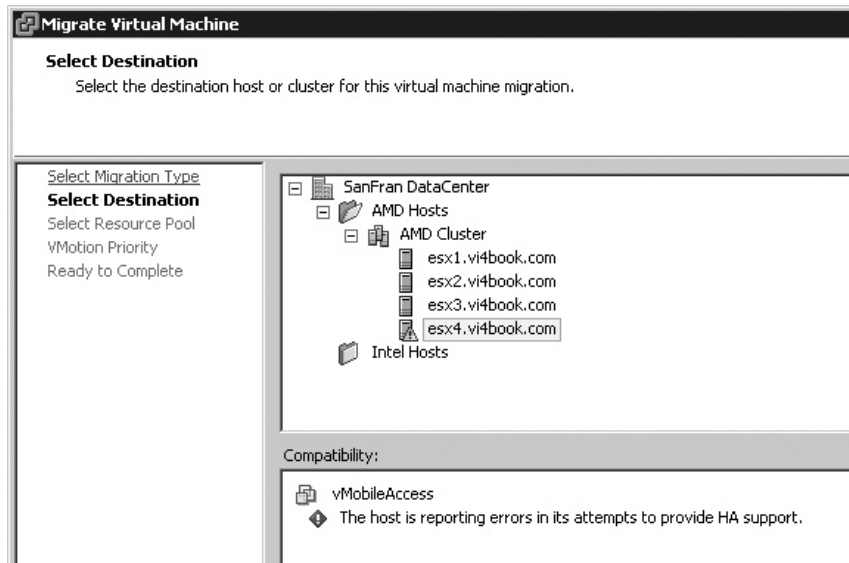 Migrate Virtual Machine
Select Destination
Select the destination host or cluster for this virtual machine migration.
Select Migration Type
Select Destination
Select Resource Pool
VMotion Priority
Ready to Complete
SanFran DataCenter
AMD Hosts
AMD Cluster
esx1.vi4book.com
esx2.vi4book.com
esx3.vi4book.com
esx4.vi4book.com
Intel Hosts
Compatibility:
vMobileAccess
The host is reporting errors in its attempts to provide HA support.